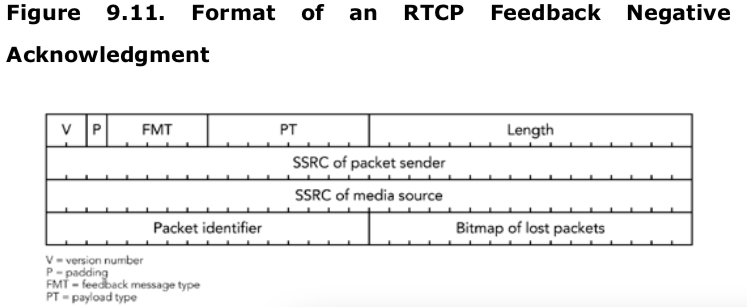 Figure 9.11. Format of an RTCP Feedback Negative
Acknowledgment
V P FMT PT Length
SSRC of packet sender
SSRC of media source
Packet identifier Bitmap of lost packets
V = version number
P = padding
FMT = feedback message type
PT = payload type